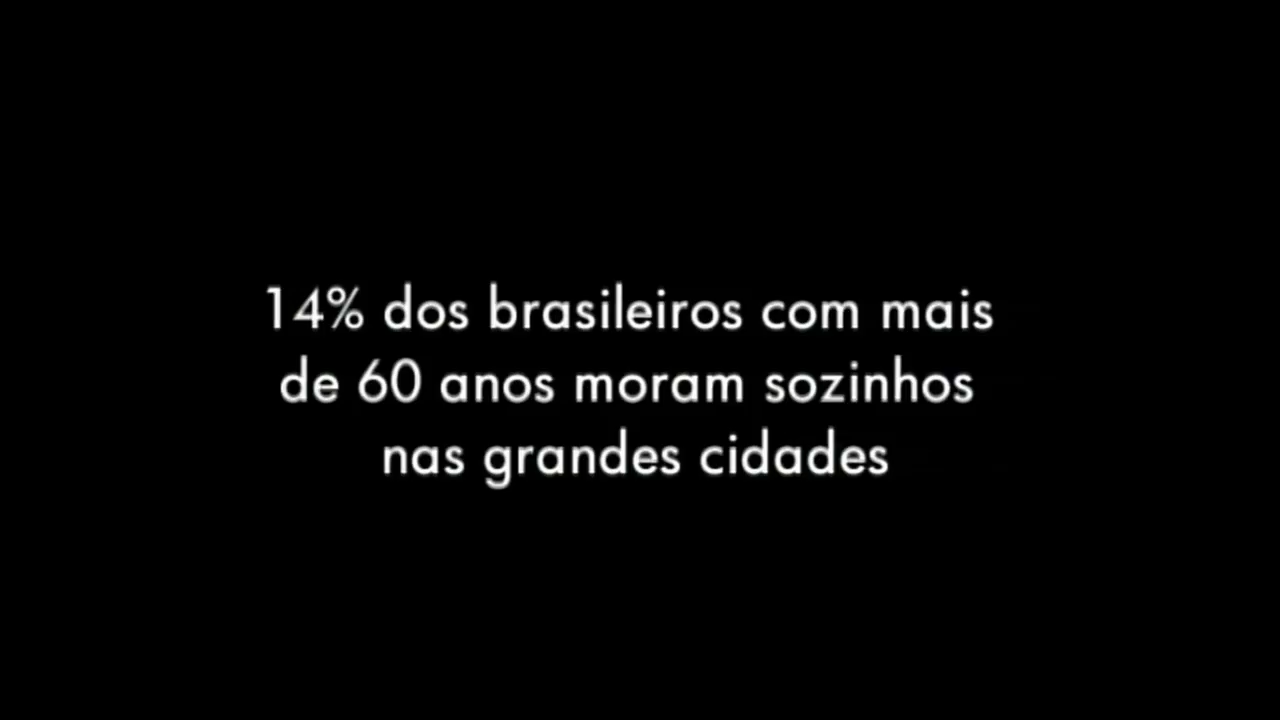 14% dos brasileiros com mais
de 60 anos moram sozinhos
nas grandes cidades